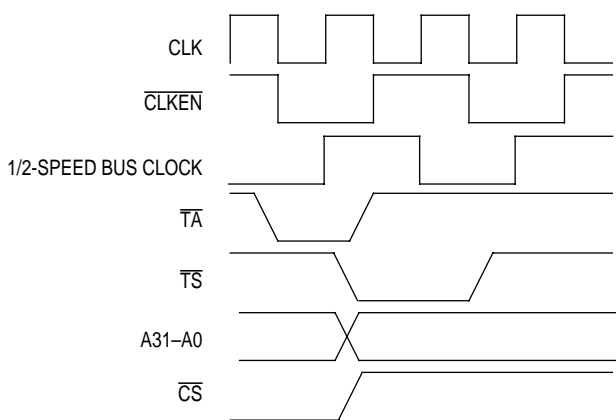 CLK
CLKEN
1/2-SPEED BUS CLOCK
TA
TS
A31–A0
CS